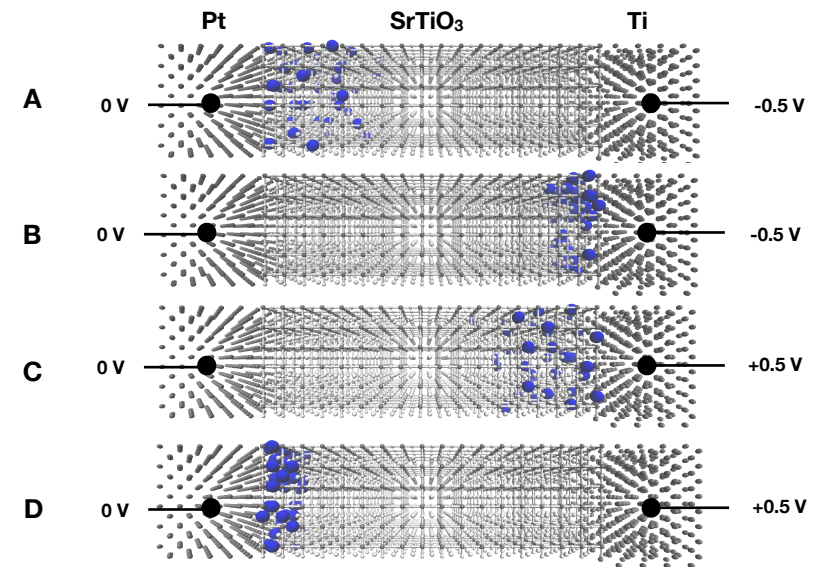 Pt SrTiO₃ Ti
A 0 V -0.5 V
B 0 V -0.5 V
C 0 V +0.5 V
D 0 V +0.5 V